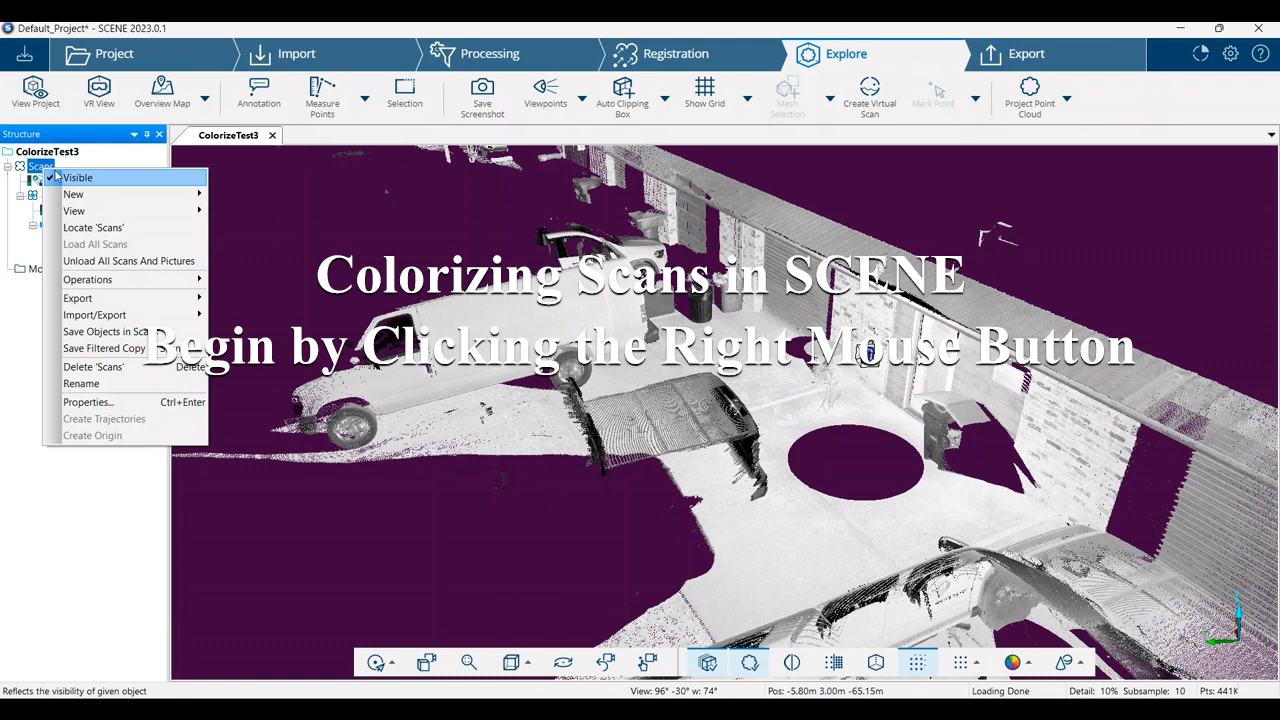 Default_Project* - SCENE 2023.0.1
Project
Import
Processing
Registration
Explore
Export
View Project
VR View
Overview Map
Annotation
Measure
Points
Selection
Save
Screenshot
Viewpoints
Auto Clipping
Box
Show Grid
Mesh
Selection
Create Virtual
Scan
Mark Point
Project Point
Cloud
Structure
ColorizeTest3
ColorizeTest3
Scans
Visible
New
View
Locate 'Scans'
Load All Scans
Unload All Scans And Pictures
Operations
Export
Import/Export
Save Objects in Sca
Save Filtered Copy
Delete 'Scans' Delete
Rename
Properties... Ctrl+Enter
Create Trajectories
Create Origin
Mo
Colorizing Scans in SCENE
Begin by Clicking the Right Mouse Button
Reflects the visibility of given object
View: 96° -30° w: 74°
Pos: -5.80m 3.00m -65.15m
Loading Done
Detail: 10% Subsample: 10 Pts: 441K